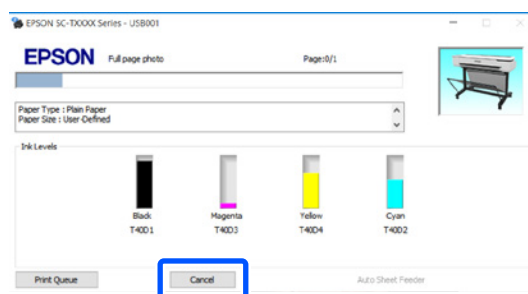 EPSON SC-TXXXX Series - USB001
EPSON Full page photo Page:0/1
Paper Type : Plain Paper
Paper Size : User-Defined
Ink Levels
Black Magenta Yellow Cyan
T40D1 T40D3 T40D4 T40D2
Print Queue Cancel Auto Sheet Feeder